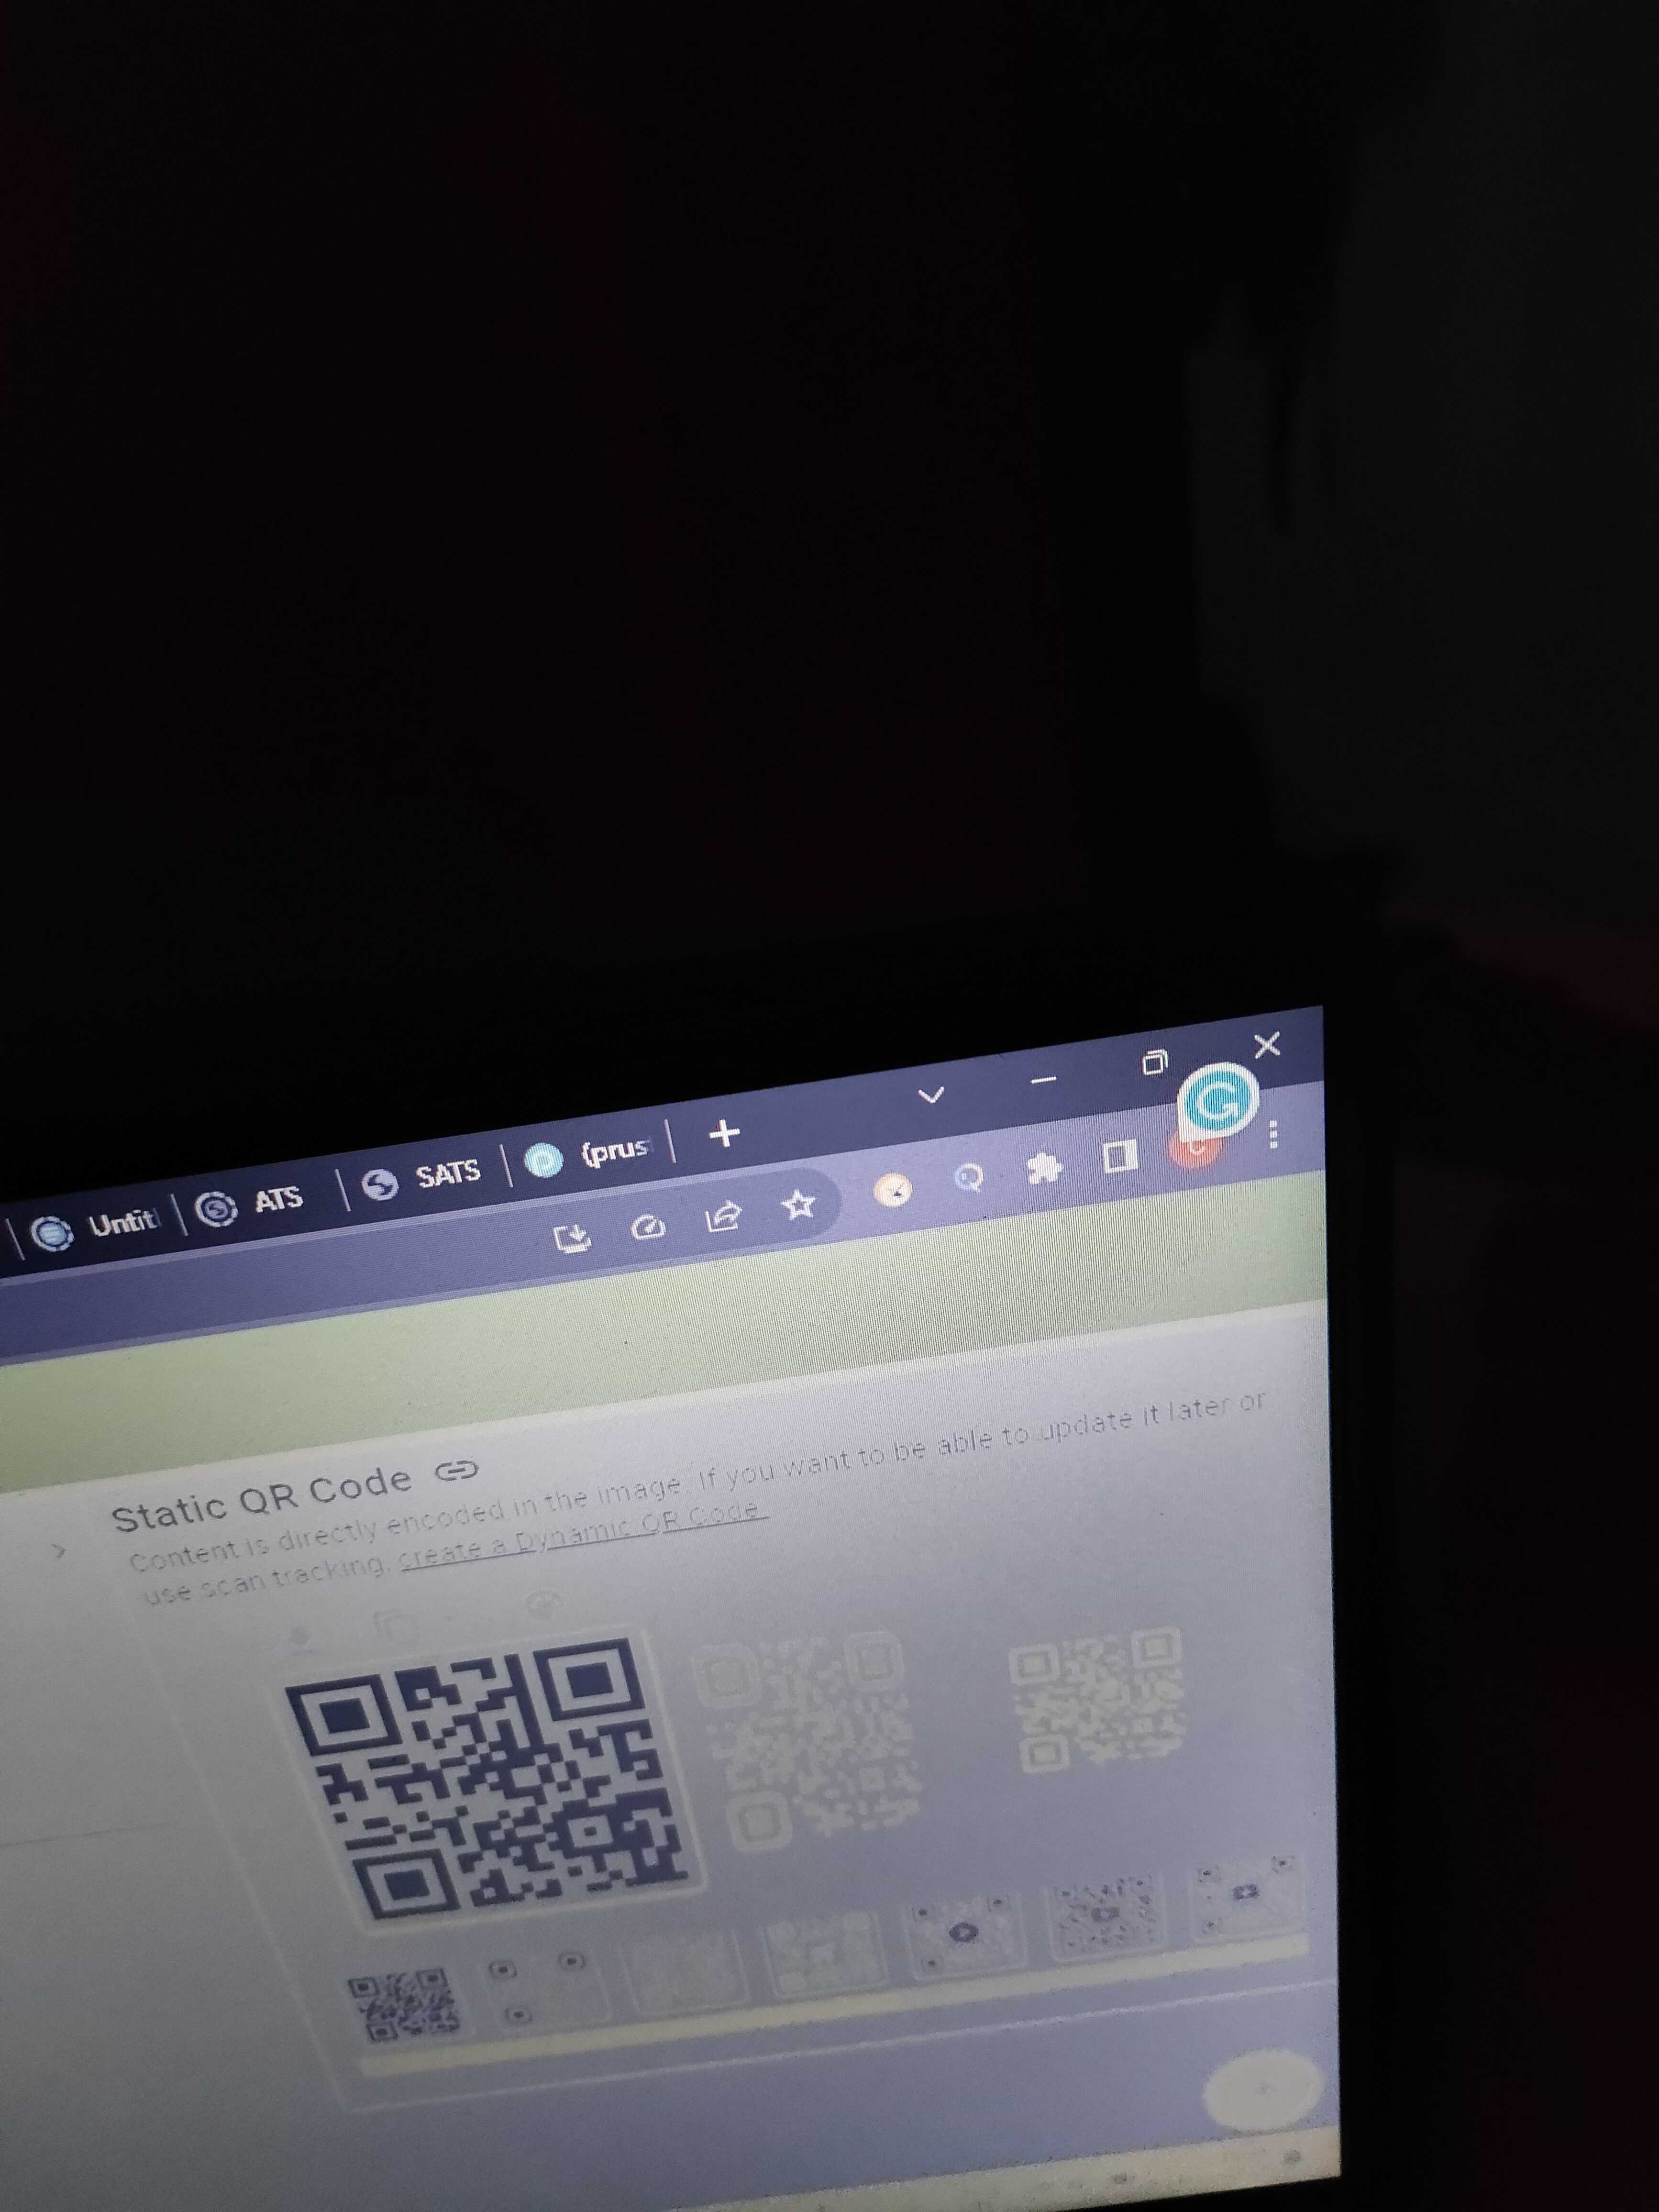 Untitl
ATS
SATS
{prus
Static QR Code
Content is directly encoded in the image. If you want to be able to update it later or
use scan tracking, create a Dynamic QR Code